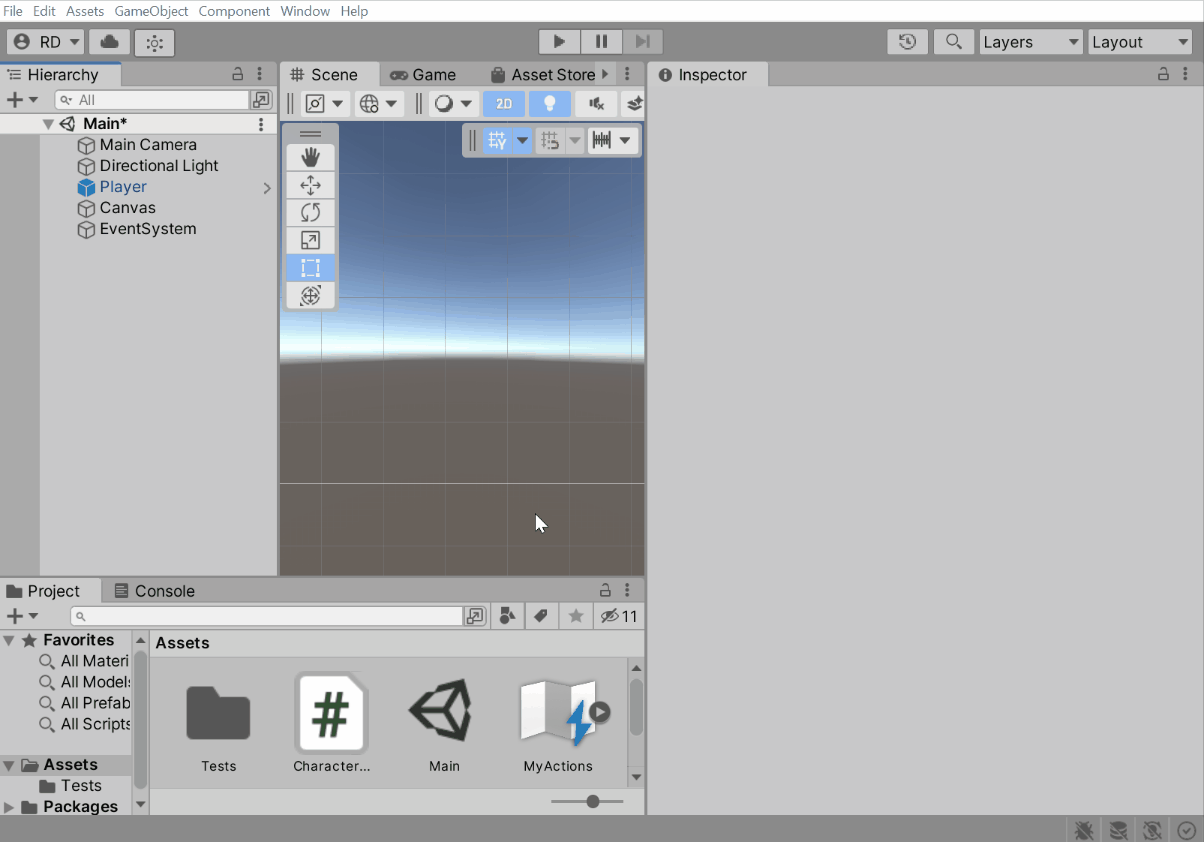 File Edit Assets GameObject Component Window Help
RD Layers Layout
Hierarchy
All
Main*
Main Camera
Directional Light
Player
Canvas
EventSystem
Scene Game Asset Store
2D
Inspector
Project Console
11
Favorites
All Materi
All Models
All Prefab
All Scripts
Assets
Tests
Packages
Assets
#
Tests Character... Main MyActions